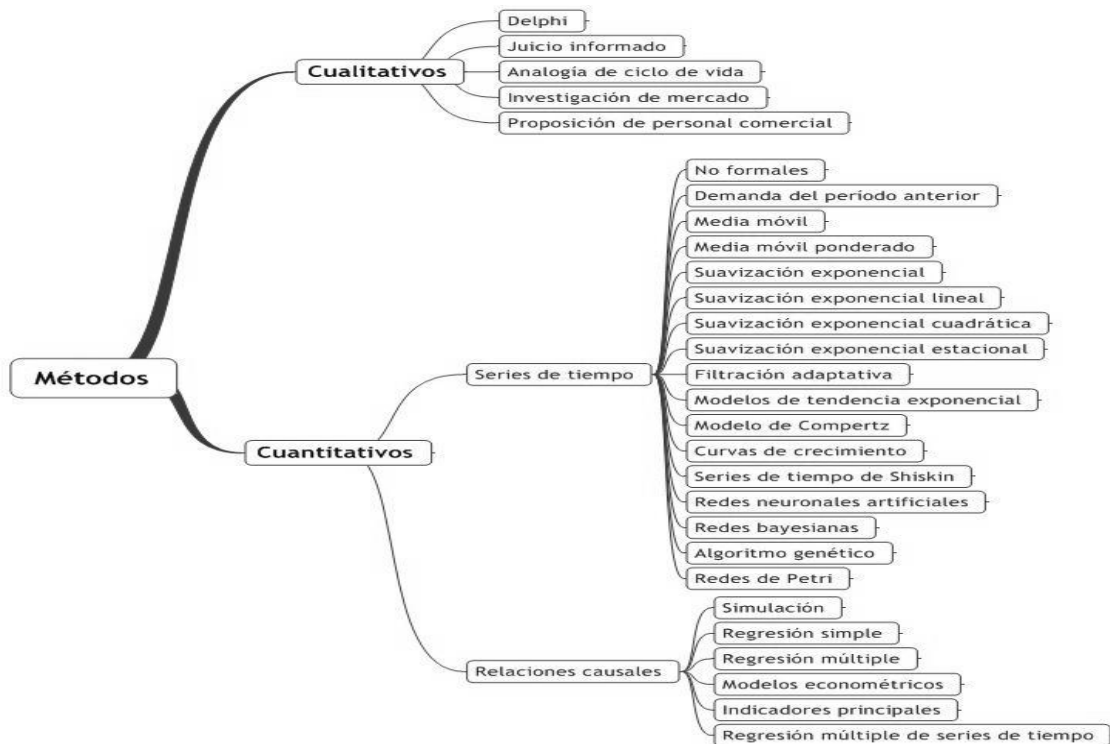 Delphi
Juicio informado
Cualitativos
Analogía de ciclo de vida
Investigación de mercado
Proposición de personal comercial
No formales
Demanda del período anterior
Media móvil
Media móvil ponderado
Suavización exponencial
Suavización exponencial lineal
Suavización exponencial cuadrática
Suavización exponencial estacional
Métodos
Series de tiempo
Filtración adaptativa
Modelos de tendencia exponencial
Modelo de Compertz
Cuantitativos
Curvas de crecimiento
Series de tiempo de Shiskin
Redes neuronales artificiales
Redes bayesianas
Algoritmo genético
Redes de Petri
Simulación
Regresión simple
Regresión múltiple
Relaciones causales
Modelos econométricos
Indicadores principales
Regresión múltiple de series de tiempo